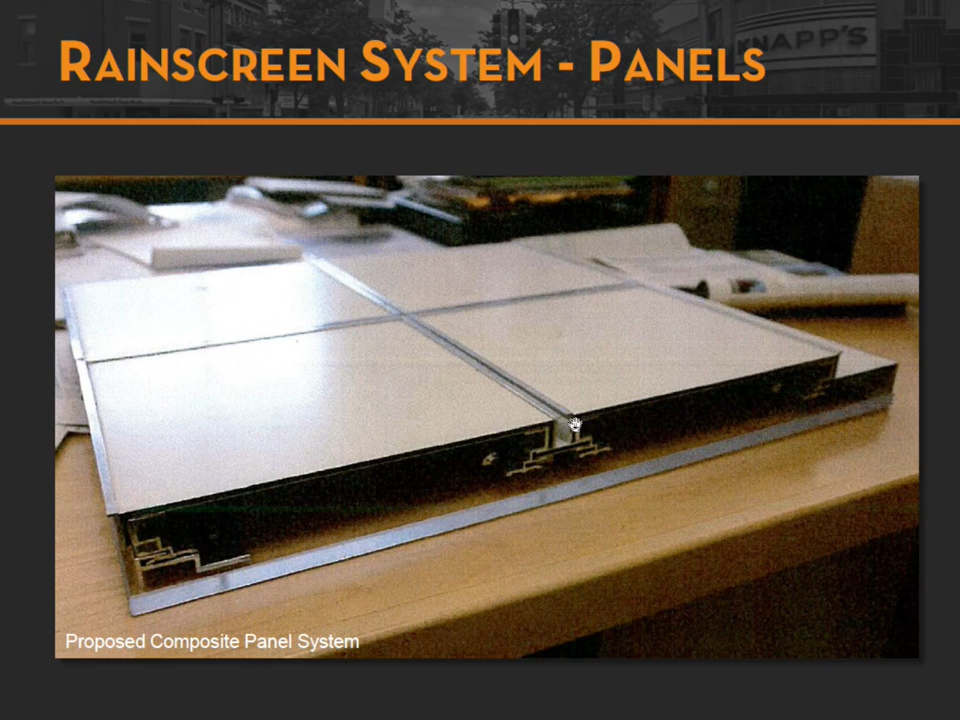 RAINSCREEN SYSTEM - PANELS
KNAPP'S
Proposed Composite Panel System